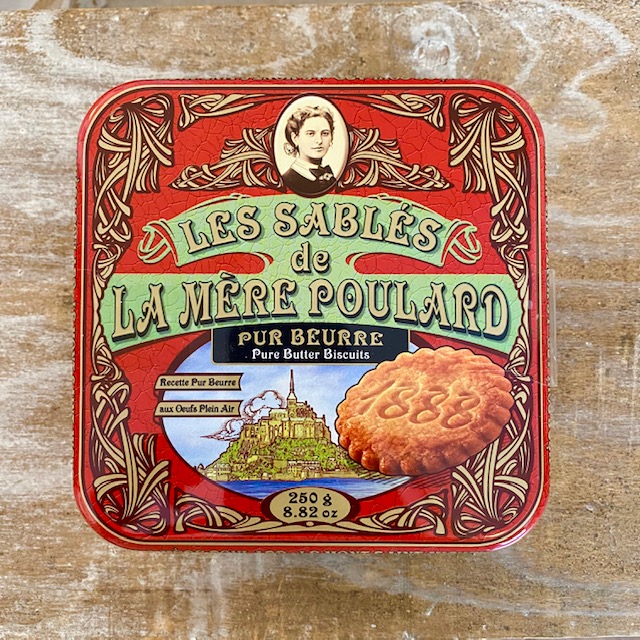 LES SABLÉS
de
LA MÈRE POULARD
PUR BEURRE
Pure Butter Biscuits
Recette Pur Beurre
aux Oeufs Plein Air
1888
250 g
8.82 oz